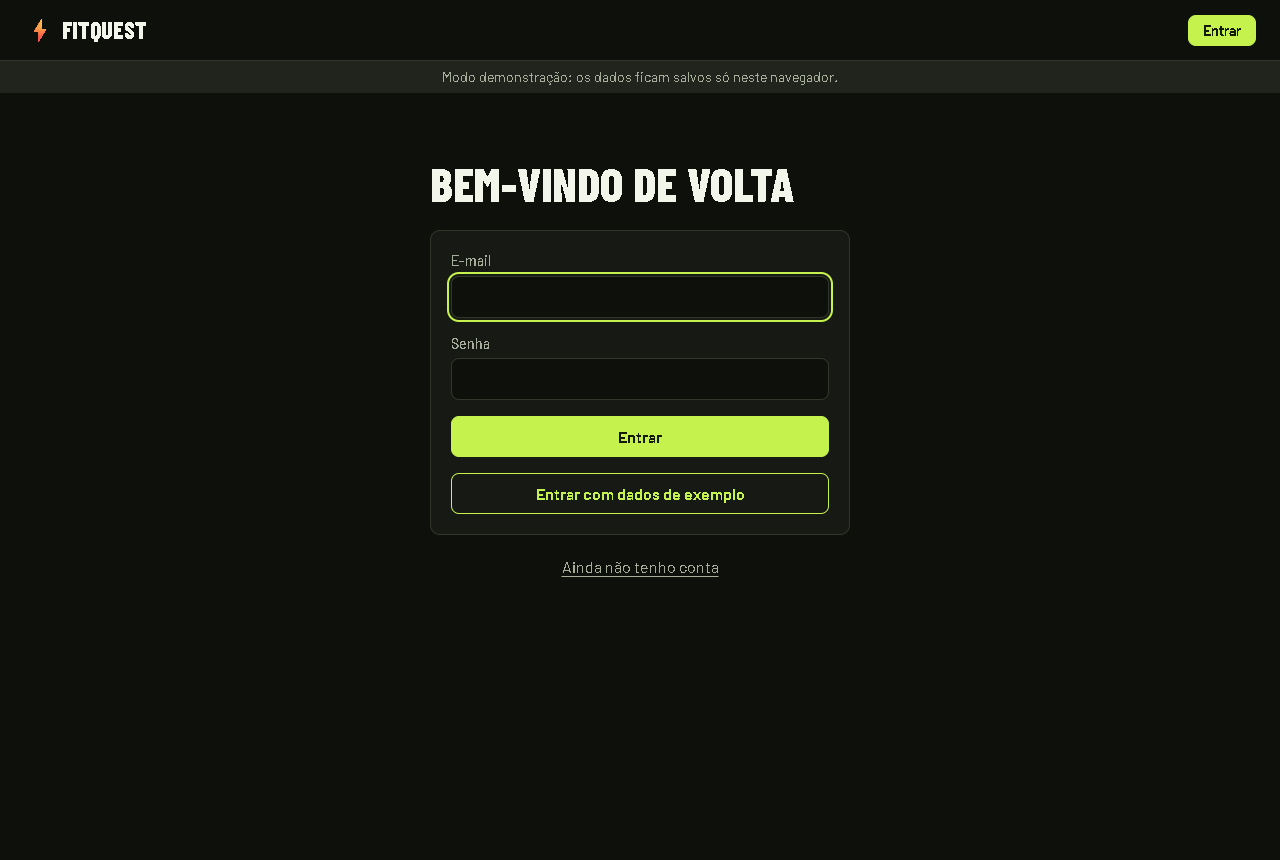 FITQUEST
Entrar
Modo demonstração: os dados ficam salvos só neste navegador.
BEM-VINDO DE VOLTA
E-mail
Senha
Entrar
Entrar com dados de exemplo
Ainda não tenho conta